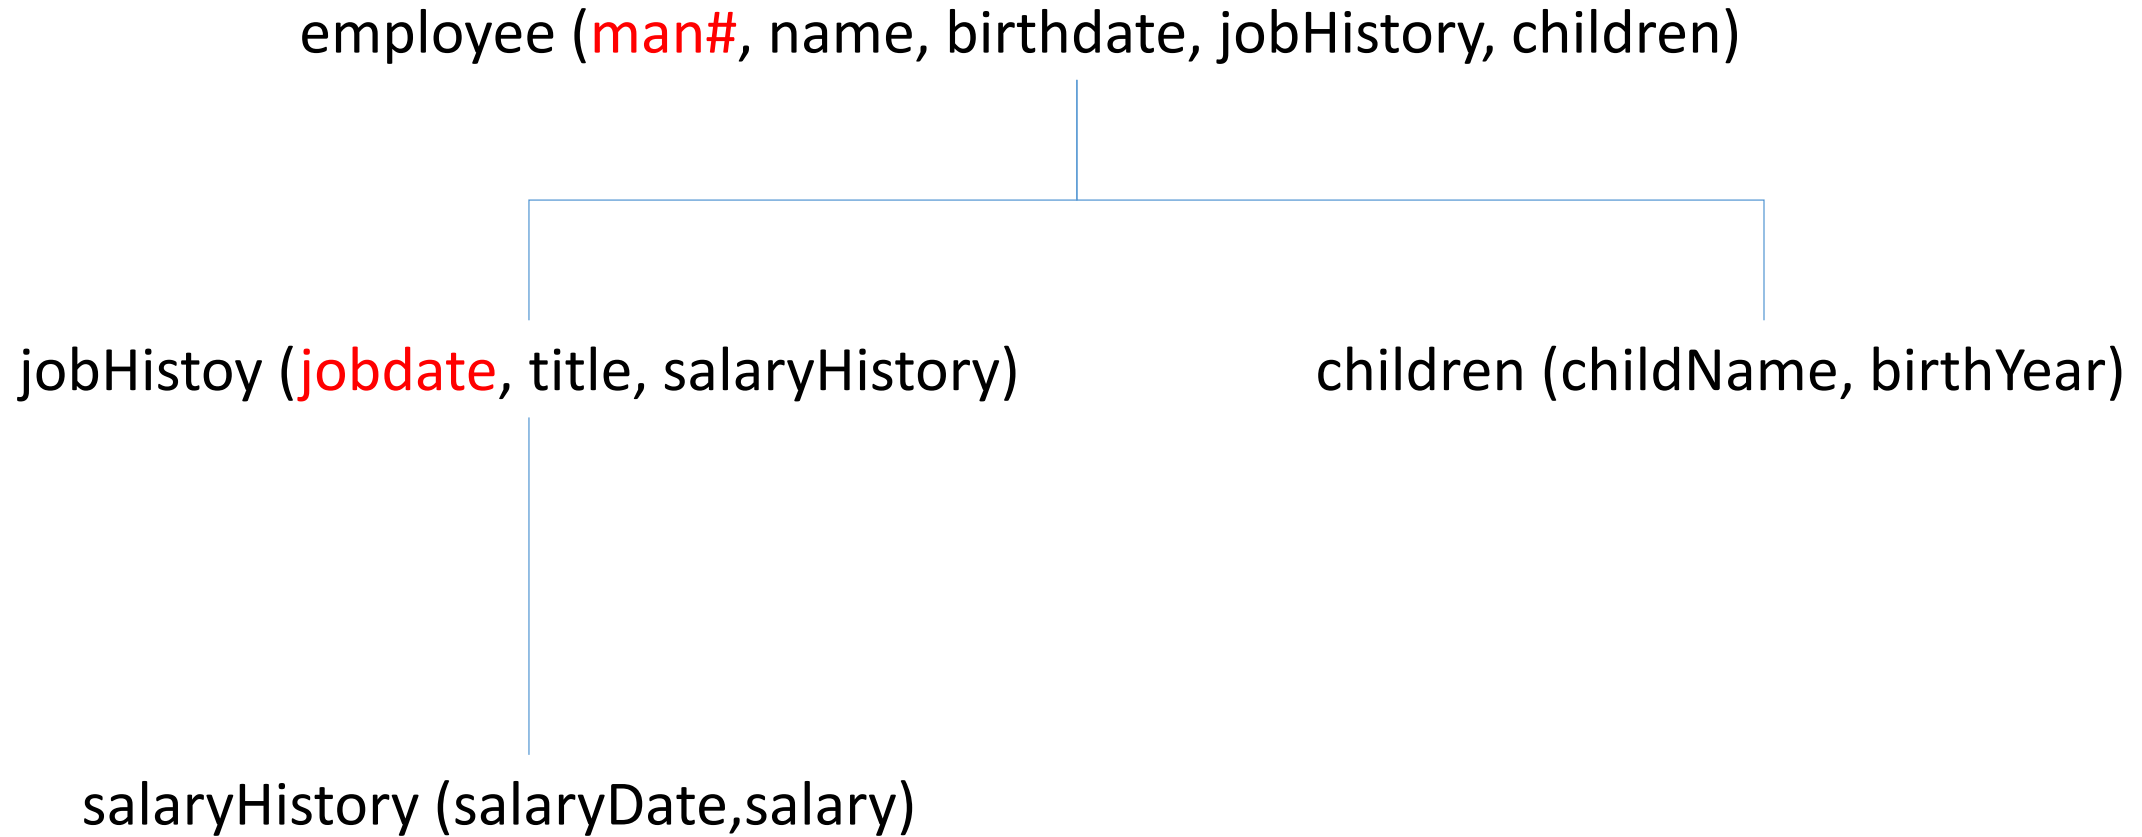 employee (man#, name, birthdate, jobHistory, children)
jobHistoy (jobdate, title, salaryHistory)
children (childName, birthYear)
salaryHistory (salaryDate,salary)